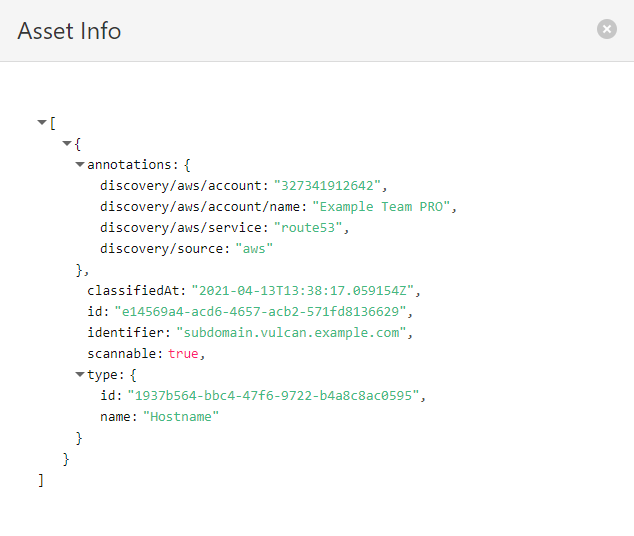 Asset Info
[
{
annotations: {
discovery/aws/account: "327341912642",
discovery/aws/account/name: "Example Team PRO",
discovery/aws/service: "route53",
discovery/source: "aws"
},
classifiedAt: "2021-04-13T13:38:17.059154Z",
id: "e14569a4-acd6-4657-acb2-571fd8136629",
identifier: "subdomain.vulcan.example.com",
scannable: true,
type: {
id: "1937b564-bbc4-47f6-9722-b4a8c8ac0595",
name: "Hostname"
}
}
]